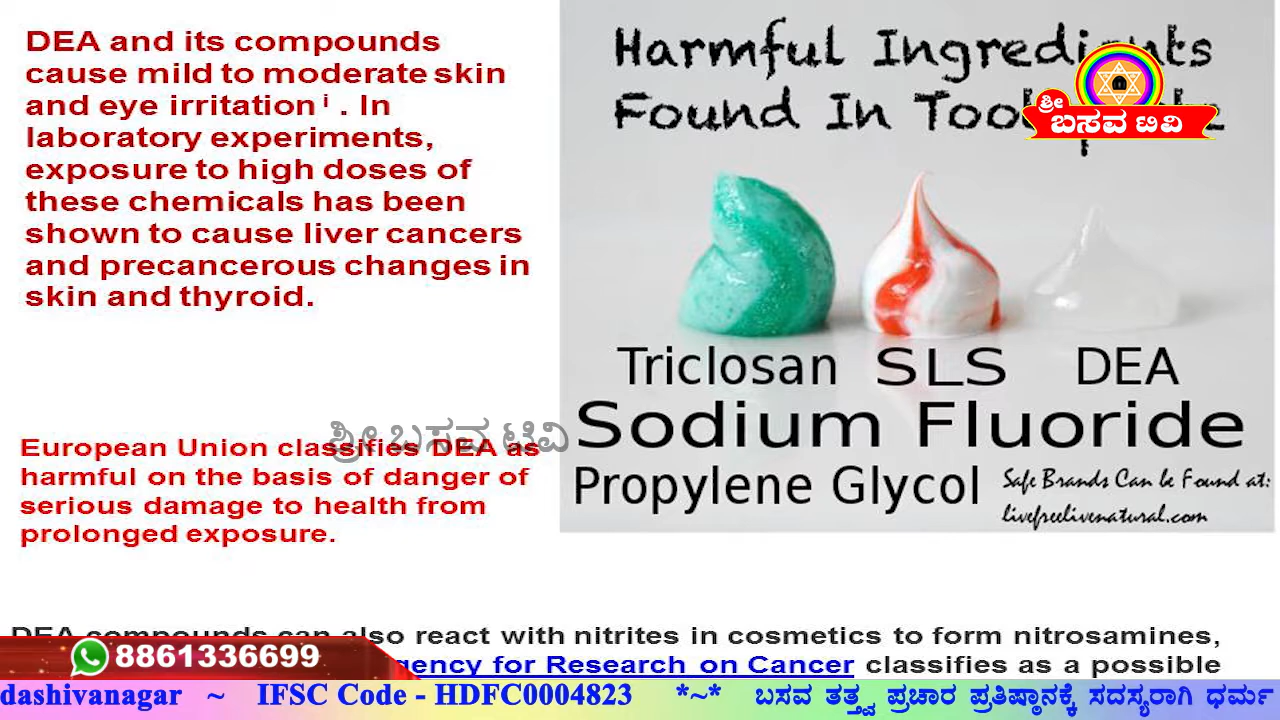 DEA and its compounds
cause mild to moderate skin
and eye irritation i . In
laboratory experiments,
exposure to high doses of
these chemicals has been
shown to cause liver cancers
and precancerous changes in
skin and thyroid.
European Union classifies DEA as
harmful on the basis of danger of
serious damage to health from
prolonged exposure.
ಶ್ರೀ ಬಸವ ಟಿವಿ
Harmful Ingredients
Found In
ಶ್ರೀ
ಬಸವ ಟಿವಿ
Triclosan SLS DEA
Sodium Fluoride
Propylene Glycol
Safe Brands Can be Found at:
livefreelivenatural.com
DEA compounds can also react with nitrites in cosmetics to form nitrosamines,
for Research on Cancer classifies as a possible
8861336699
dashivanagar ~ IFSC Code - HDFC0004823 *~* ಬಸವ ತತ್ತ್ವ ಪ್ರಚಾರ ಪ್ರತಿಷ್ಠಾನಕ್ಕೆ ಸದಸ್ಯರಾಗಿ ಧರ್ಮ